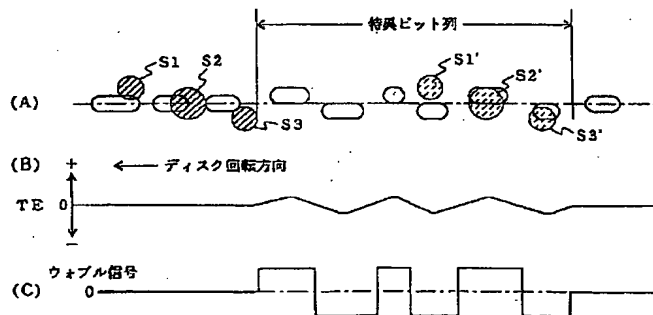 特異ピット列
S1 S2 S1' S2'
(A)
S3 S3'
(B) + ← ディスク回転方向
TE 0
−
ウォブル信号
(C) 0